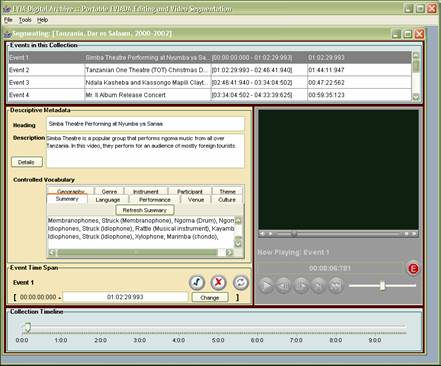 EVIA Digital Archive .:: Portable EVIADA Editing and Video Segmentation
File Tools Help
Segmenting: [Tanzania, Dar es Salaam, 2000-2002]
Events in this Collection
Event 1 Simba Theatre Performing at Nyumba ya Sa... [00:00:00:000 - 01:02:29:993] 01:02:29:993
Event 2 Tanzanian One Theatre (TOT) Christmas D... [01:02:29:993 - 02:46:41:940] 01:44:11:947
Event 3 Ndala Kasheba and Kassongo Mapili Clayt... [02:46:41:940 - 03:34:04:502] 00:47:22:562
Event 4 Mr. II Album Release Concert [03:34:04:502 - 04:33:39:625] 00:59:35:123
Descriptive Metadata
Heading Simba Theatre Performing at Nyumba ya Sanaa
Description Simba Theatre is a popular group that performs ngoma music from all over
Tanzania. In this video, they perform for an audience of mostly foreign tourists.
Details
Controlled Vocabulary
Geography Genre Instrument Participant Theme
Summary Language Performance Venue Culture
Refresh Summary
Membranophones, Struck (Membranophone), Ngoma (Drum), Ng
Idiophones, Struck (Idiophone), Rattle (Musical instrument), Kayamb
Idiophones, Struck (Idiophone), Xylophone, Marimba (chondo),
Now Playing: Event 1
00:08:06:781
E
Event Time Span
Event 1
[ 00:00:00:000 - 01:02:29:993 Change ]
Collection Timeline
0:00 1:00 2:00 3:00 4:00 5:00 6:00 7:00 8:00 9:00